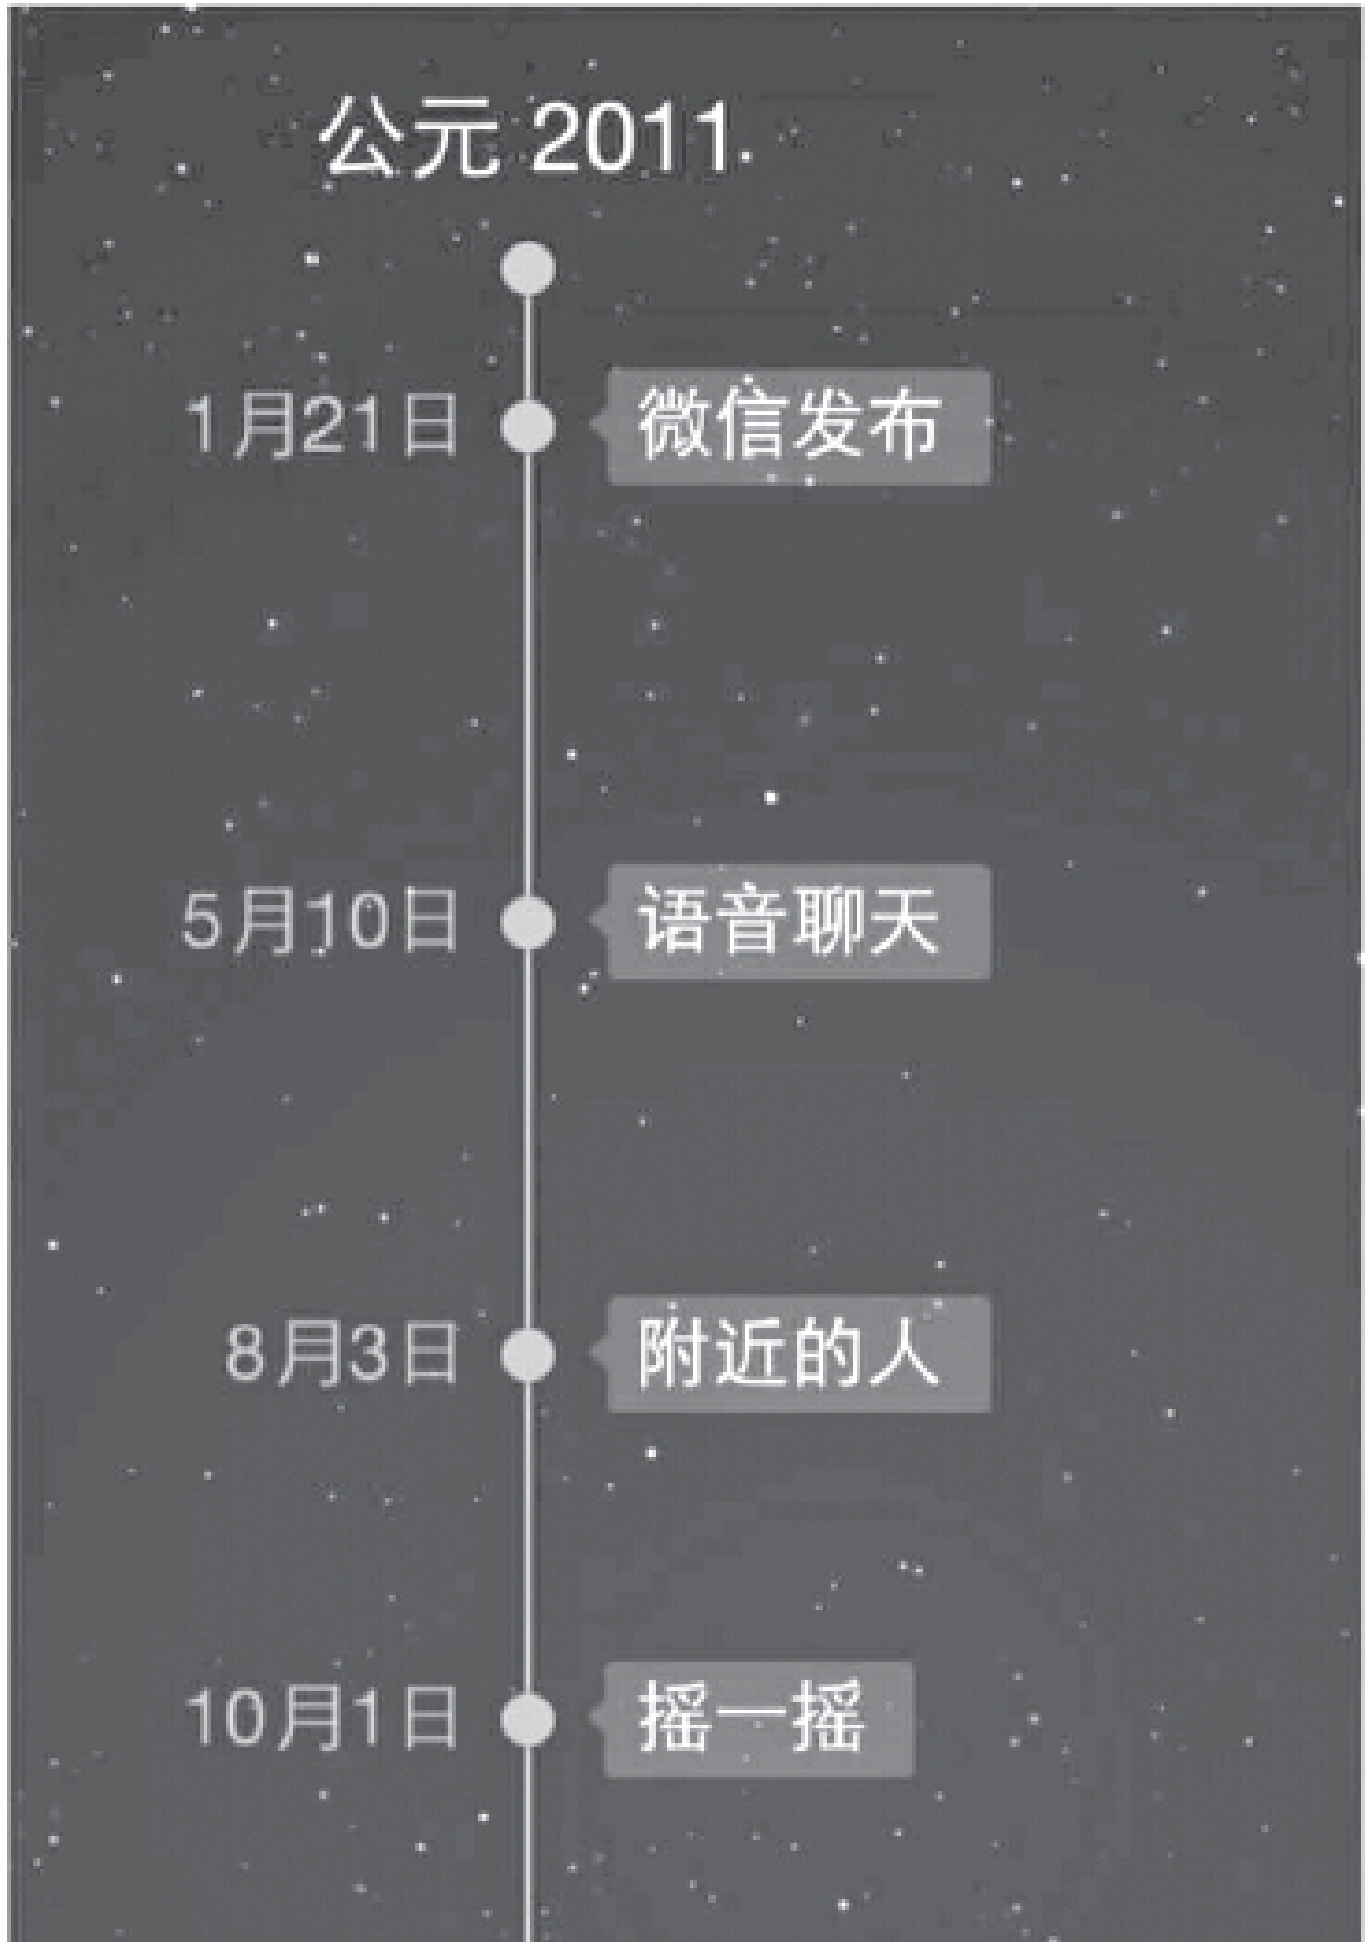 公元 2011.
1月21日 微信发布
5月10日 语音聊天
8月3日 附近的人
10月1日 摇一摇